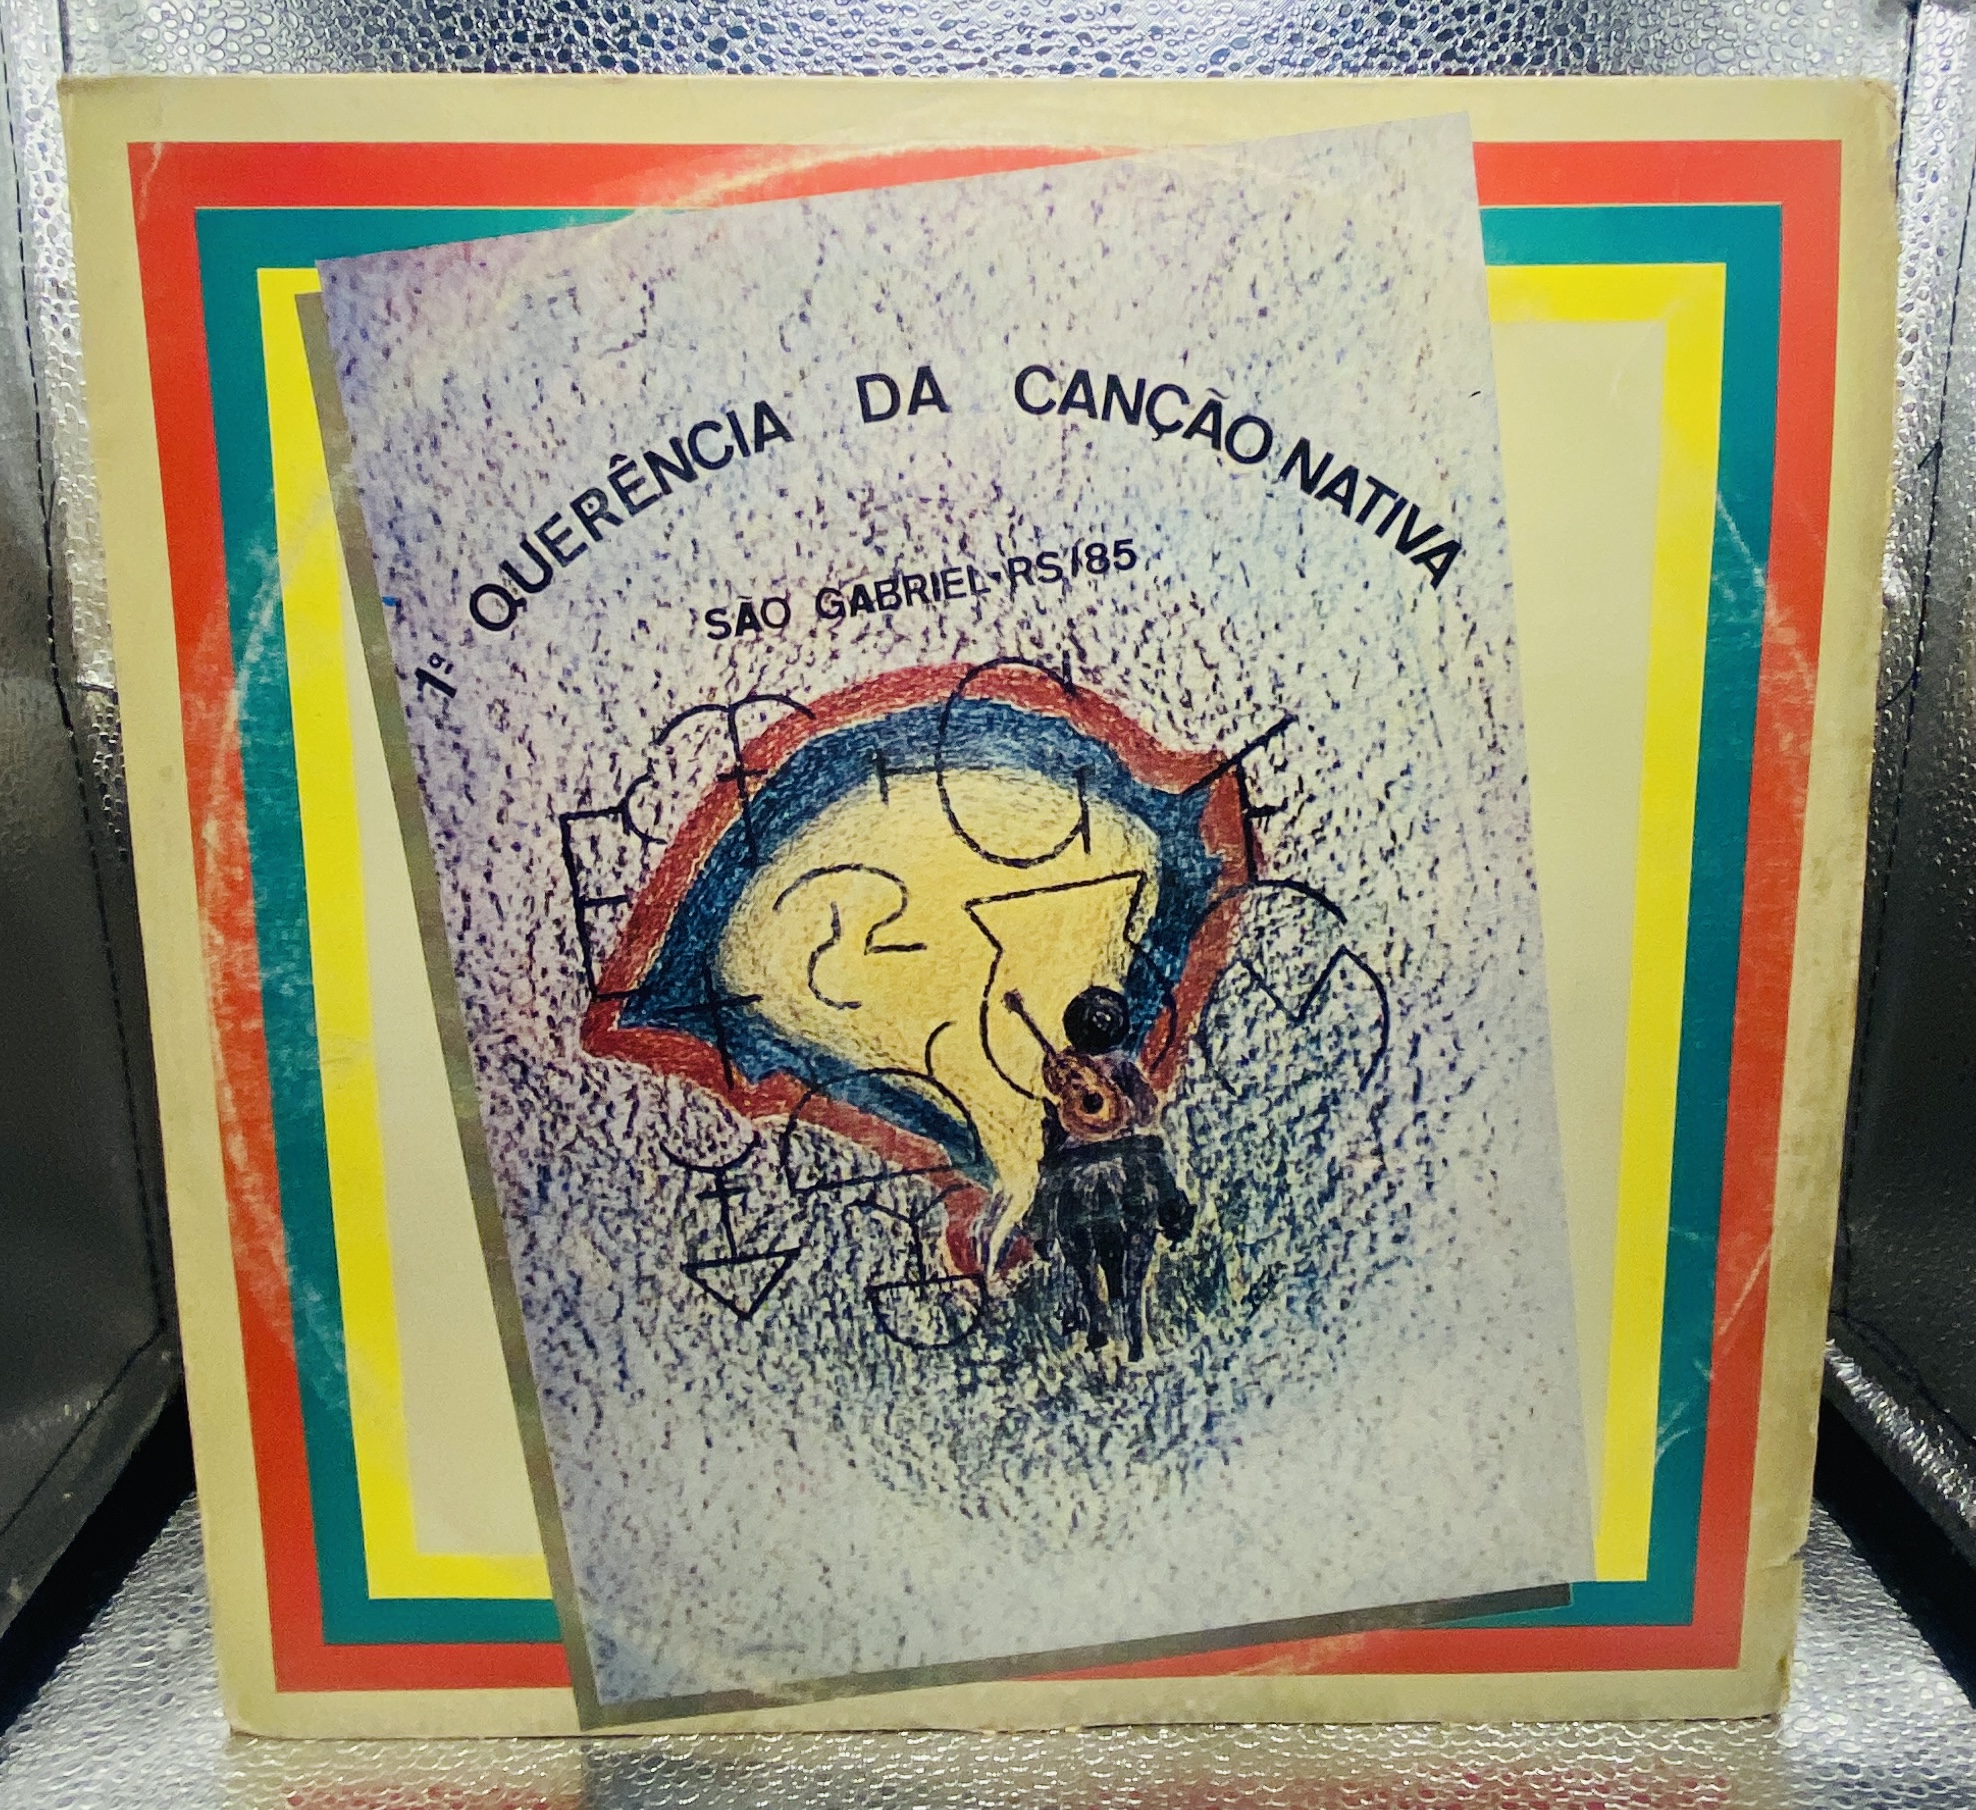 1ª QUERÊNCIA DA CANÇÃO NATIVA
SÃO GABRIEL-RS/85